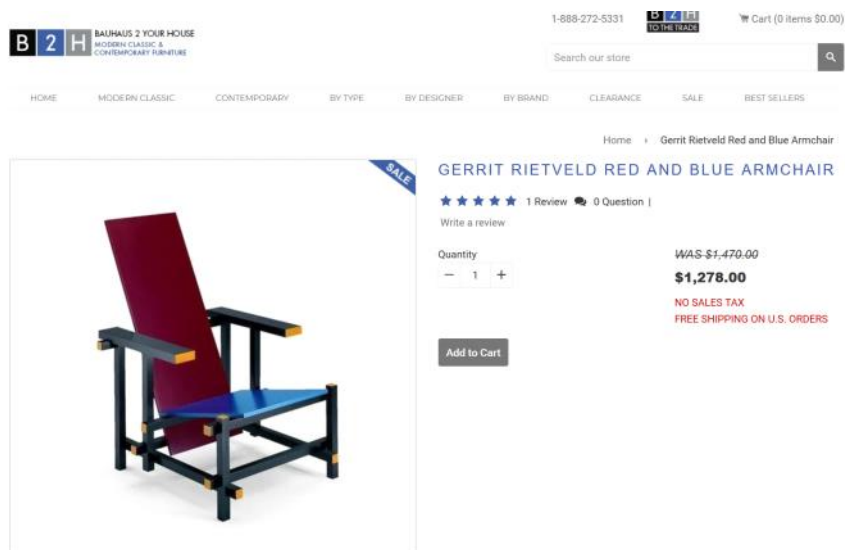 B 2 H
BAUHAUS 2 YOUR HOUSE
MODERN CLASSIC &
CONTEMPORARY FURNITURE
1-888-272-5331
B 2 H
TO THE TRADE
Cart (0 items $0.00)
Search our store
HOME MODERN CLASSIC CONTEMPORARY BY TYPE BY DESIGNER BY BRAND CLEARANCE SALE BEST SELLERS
Home › Gerrit Rietveld Red and Blue Armchair
SALE
GERRIT RIETVELD RED AND BLUE ARMCHAIR
1 Review 0 Question |
Write a review
Quantity
− 1 +
WAS $1,470.00
$1,278.00
NO SALES TAX
FREE SHIPPING ON U.S. ORDERS
Add to Cart